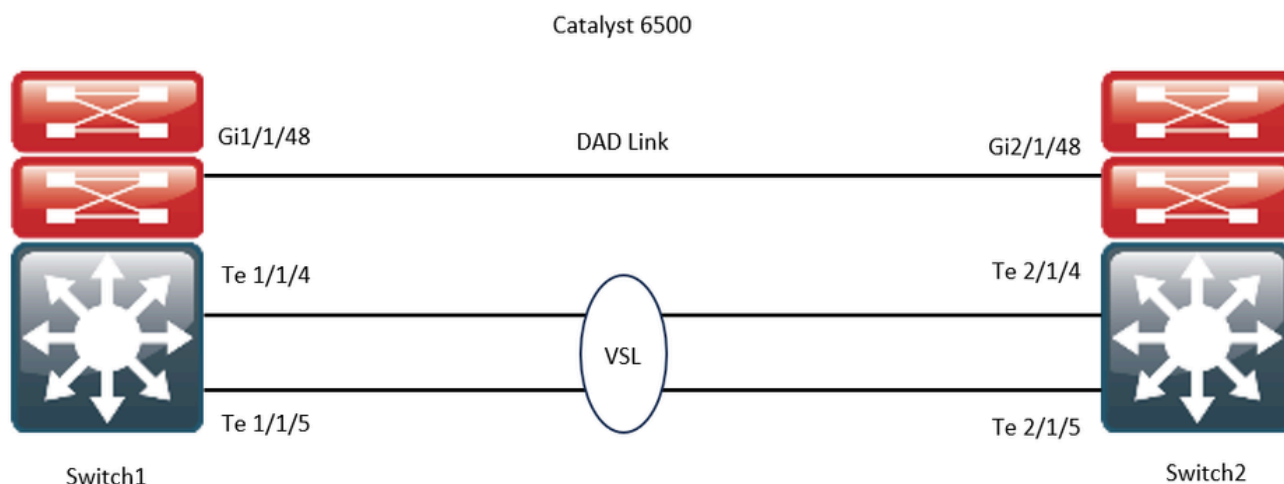 Catalyst 6500
Gi1/1/48
DAD Link
Gi2/1/48
Te 1/1/4
Te 2/1/4
VSL
Te 1/1/5
Te 2/1/5
Switch1
Switch2